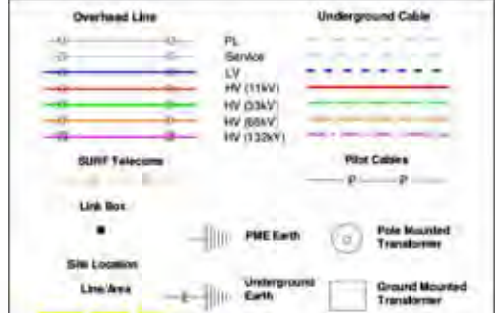 Overhead Line
Underground Cable
PL
Service
LV
HV (11kV)
HV (33kV)
HV (66kV)
HV (132kV)
SURF Telecoms
Pilot Cables
P P
Link Box
PME Earth
Pole Mounted
Transformer
Site Location
Line/Area
Underground
Earth
Ground Mounted
Transformer